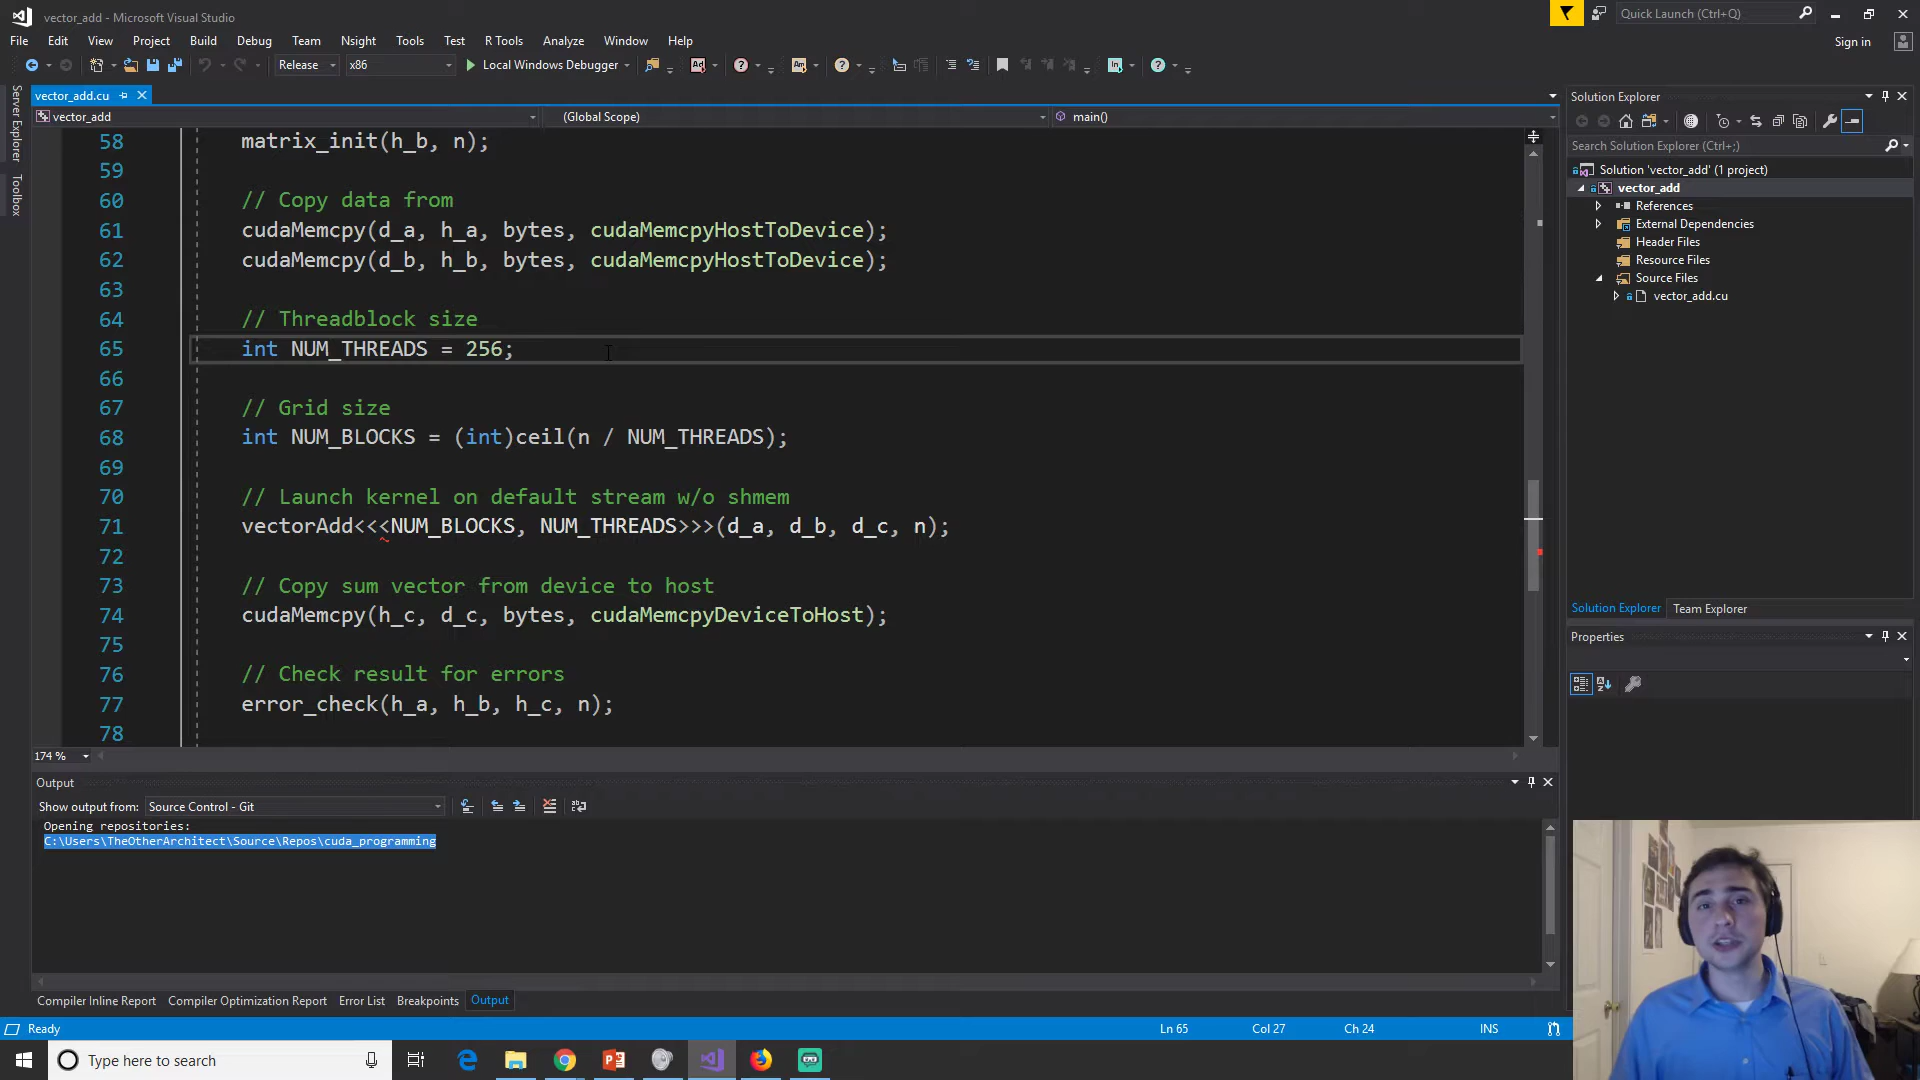 vector_add - Microsoft Visual Studio
Quick Launch (Ctrl+Q)
File Edit View Project Build Debug Team Nsight Tools Test R Tools Analyze Window Help
Sign in
Release x86 Local Windows Debugger
Server Explorer
Toolbox
vector_add.cu
vector_add (Global Scope) main()
58 matrix_init(h_b, n);
59
60 // Copy data from
61 cudaMemcpy(d_a, h_a, bytes, cudaMemcpyHostToDevice);
62 cudaMemcpy(d_b, h_b, bytes, cudaMemcpyHostToDevice);
63
64 // Threadblock size
65 int NUM_THREADS = 256;
66
67 // Grid size
68 int NUM_BLOCKS = (int)ceil(n / NUM_THREADS);
69
70 // Launch kernel on default stream w/o shmem
71 vectorAdd<<<NUM_BLOCKS, NUM_THREADS>>>(d_a, d_b, d_c, n);
72
73 // Copy sum vector from device to host
74 cudaMemcpy(h_c, d_c, bytes, cudaMemcpyDeviceToHost);
75
76 // Check result for errors
77 error_check(h_a, h_b, h_c, n);
78
174 %
Output
Show output from: Source Control - Git
Opening repositories:
C:\Users\TheOtherArchitect\Source\Repos\cuda_programming
Compiler Inline Report Compiler Optimization Report Error List Breakpoints Output
Solution Explorer
Search Solution Explorer (Ctrl+;)
Solution 'vector_add' (1 project)
vector_add
References
External Dependencies
Header Files
Resource Files
Source Files
vector_add.cu
Solution Explorer Team Explorer
Properties
Ready Ln 65 Col 27 Ch 24 INS
Type here to search